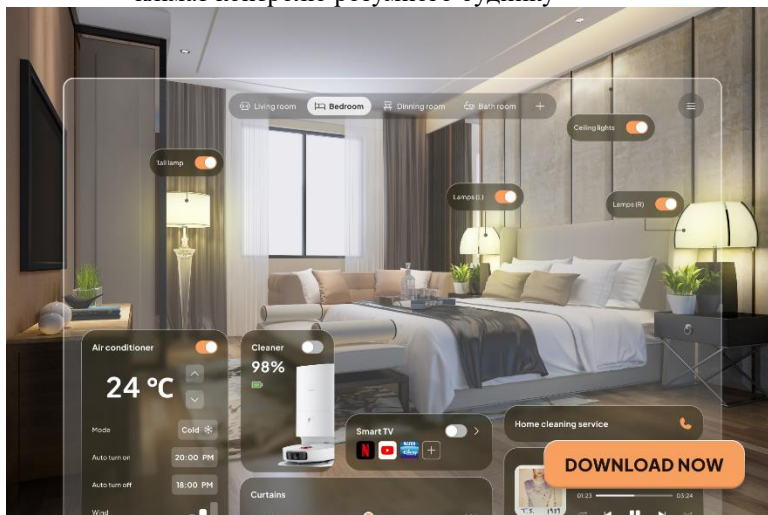 Living room
Bedroom
Dinning room
Bath room
Ceiling lights
Tall lamp
Lamps (L)
Lamps (R)
Air conditioner
24 °C
Mode
Cold
Auto turn on
20:00 PM
Auto turn off
18:00 PM
Wind
Cleaner
98%
Smart TV
N
Curtains
Home cleaning service
DOWNLOAD NOW
T. S. 1989
01:23
03:24